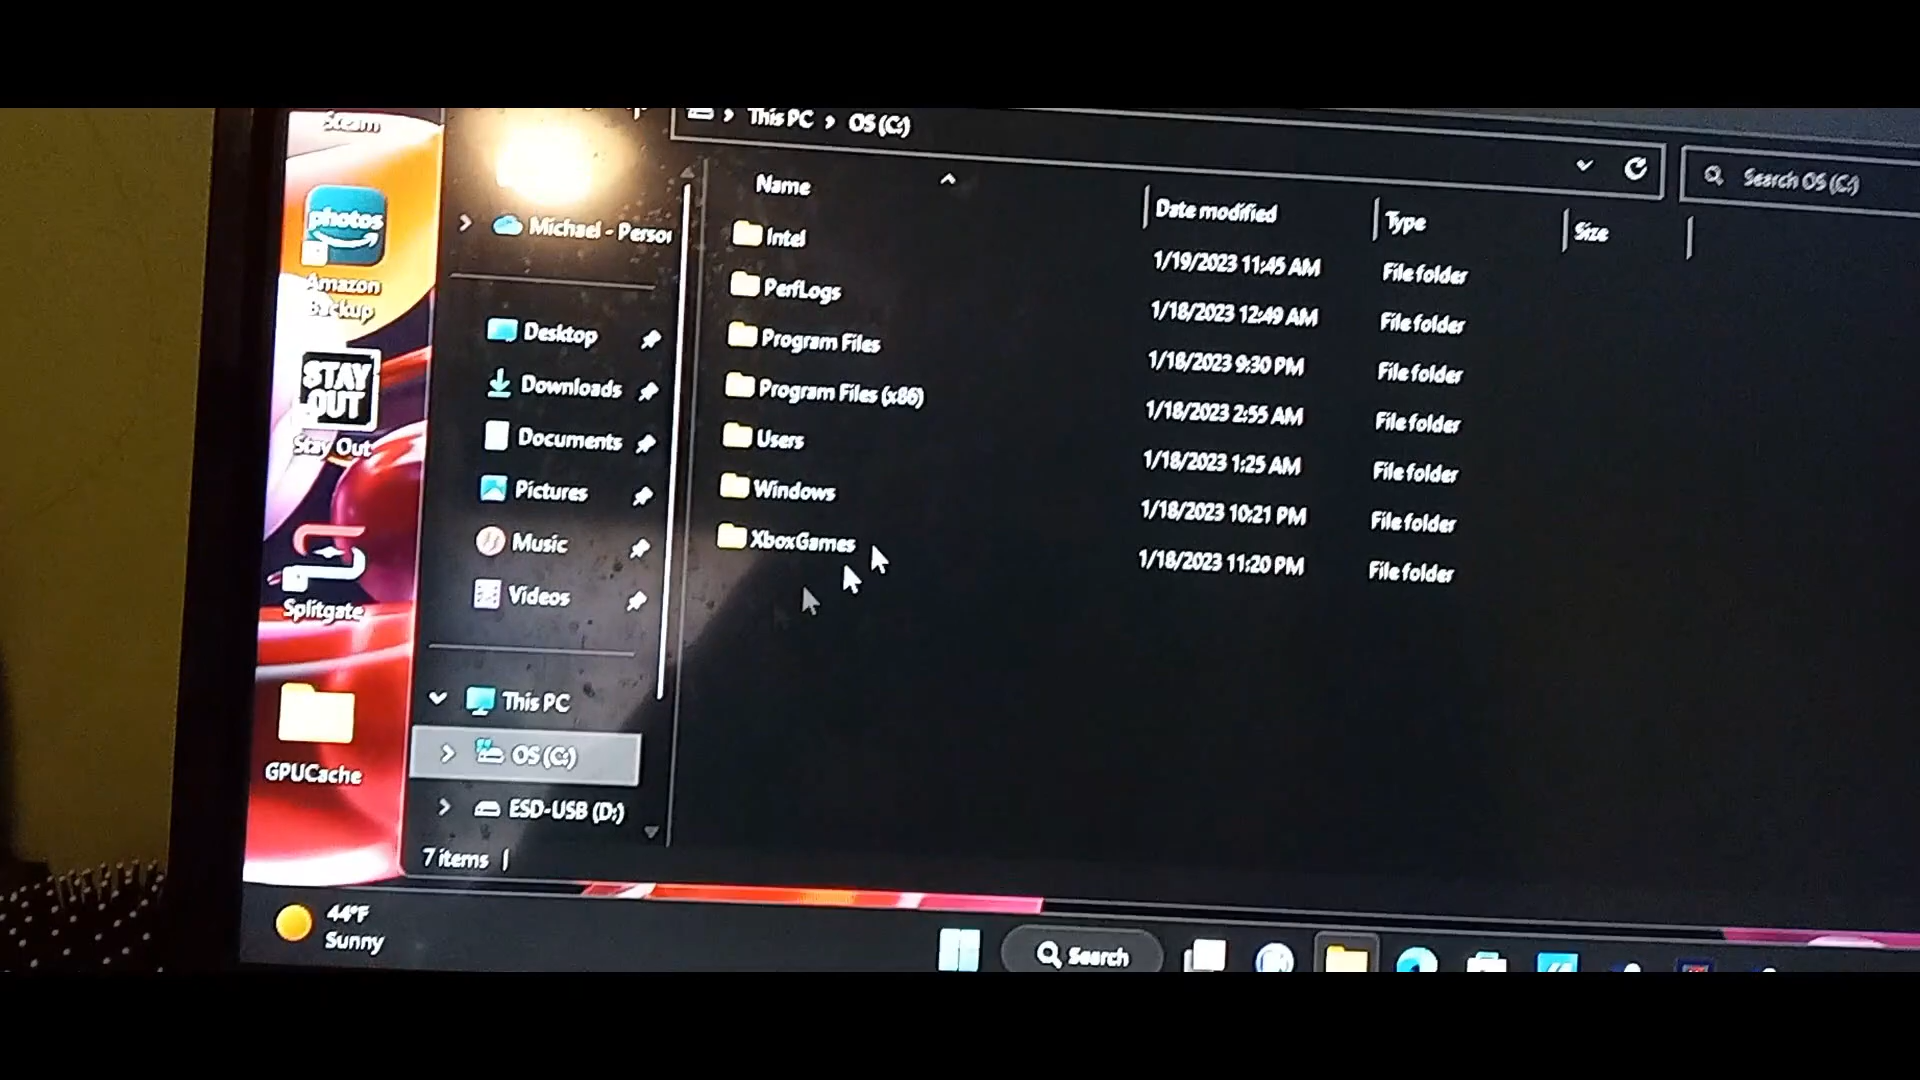 Steam
photos
Amazon
Backup
STAY
OUT
Stay Out
Splitgate
GPUCache
Michael - Person
Desktop
Downloads
Documents
Pictures
Music
Videos
This PC
OS (C:)
ESD-USB (D:)
7 items
This PC > OS (C:)
Search OS (C:)
Name Date modified Type Size
Intel 1/19/2023 11:45 AM File folder
PerfLogs 1/18/2023 12:49 AM File folder
Program Files 1/18/2023 9:30 PM File folder
Program Files (x86) 1/18/2023 2:55 AM File folder
Users 1/18/2023 1:25 AM File folder
Windows 1/18/2023 10:21 PM File folder
XboxGames 1/18/2023 11:20 PM File folder
44°F
Sunny
Search